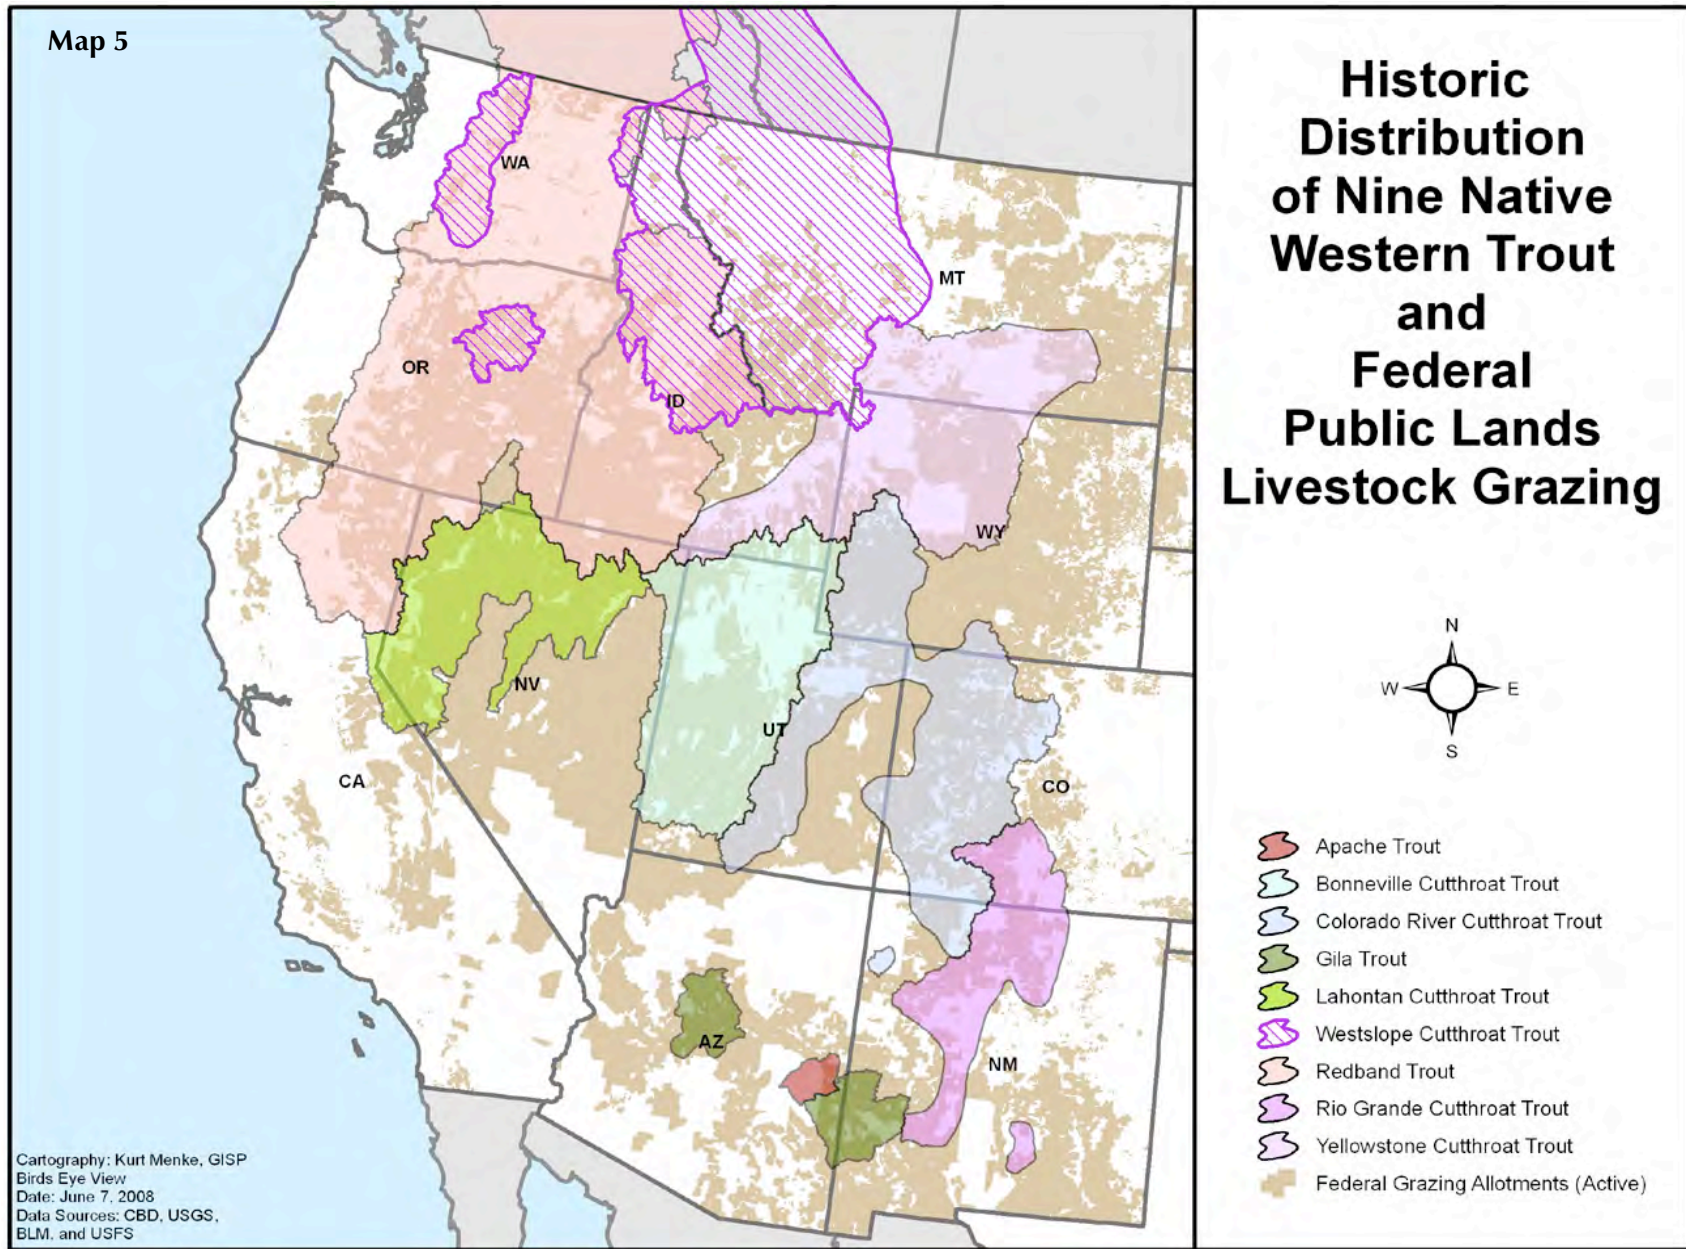 Map 5
Historic
Distribution
of Nine Native
Western Trout
and
Federal
Public Lands
Livestock Grazing
WA
MT
OR
ID
WY
NV
UT
CA
CO
AZ
NM
N
W
E
S
Apache Trout
Bonneville Cutthroat Trout
Colorado River Cutthroat Trout
Gila Trout
Lahontan Cutthroat Trout
Westslope Cutthroat Trout
Redband Trout
Rio Grande Cutthroat Trout
Yellowstone Cutthroat Trout
Federal Grazing Allotments (Active)
Cartography: Kurt Menke, GISP
Birds Eye View
Date: June 7, 2008
Data Sources: CBD, USGS,
BLM, and USFS